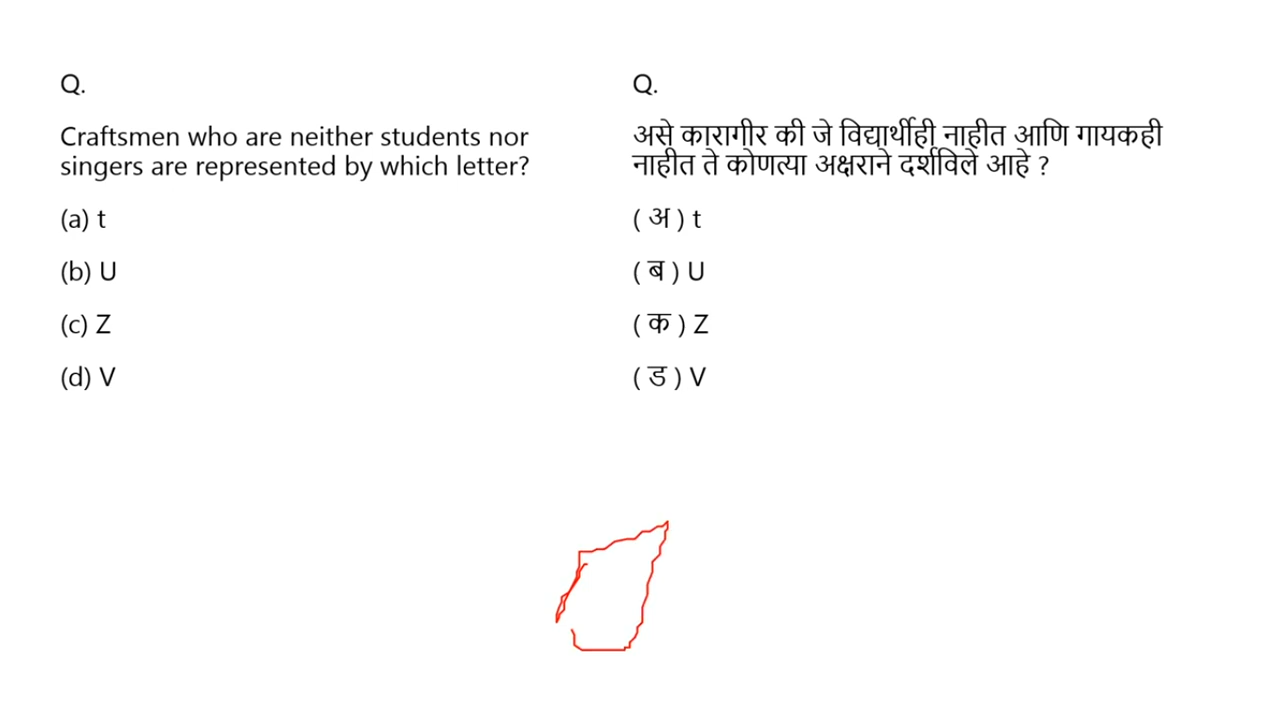 Q.
Craftsmen who are neither students nor
singers are represented by which letter?
(a) t
(b) U
(c) Z
(d) V
Q.
असे कारागीर की जे विद्यार्थीही नाहीत आणि गायकही
नाहीत ते कोणत्या अक्षराने दर्शविले आहे ?
( अ ) t
( ब ) U
( क ) Z
( ड ) V